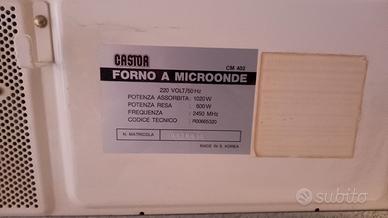 CASTOR
CM 402
FORNO A MICROONDE
220 VOLT/50 Hz
POTENZA ASSORBITA : 1020 W
POTENZA RESA : 600 W
FREQUENZA : 2450 MHz
CODICE TECNICO : R00665320
N. MATRICOLA
MADE IN S. KOREA
subito